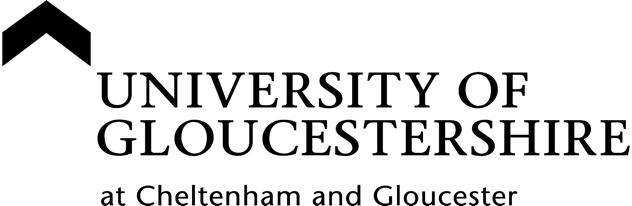 UNIVERSITY OF
GLOUCESTERSHIRE
at Cheltenham and Gloucester